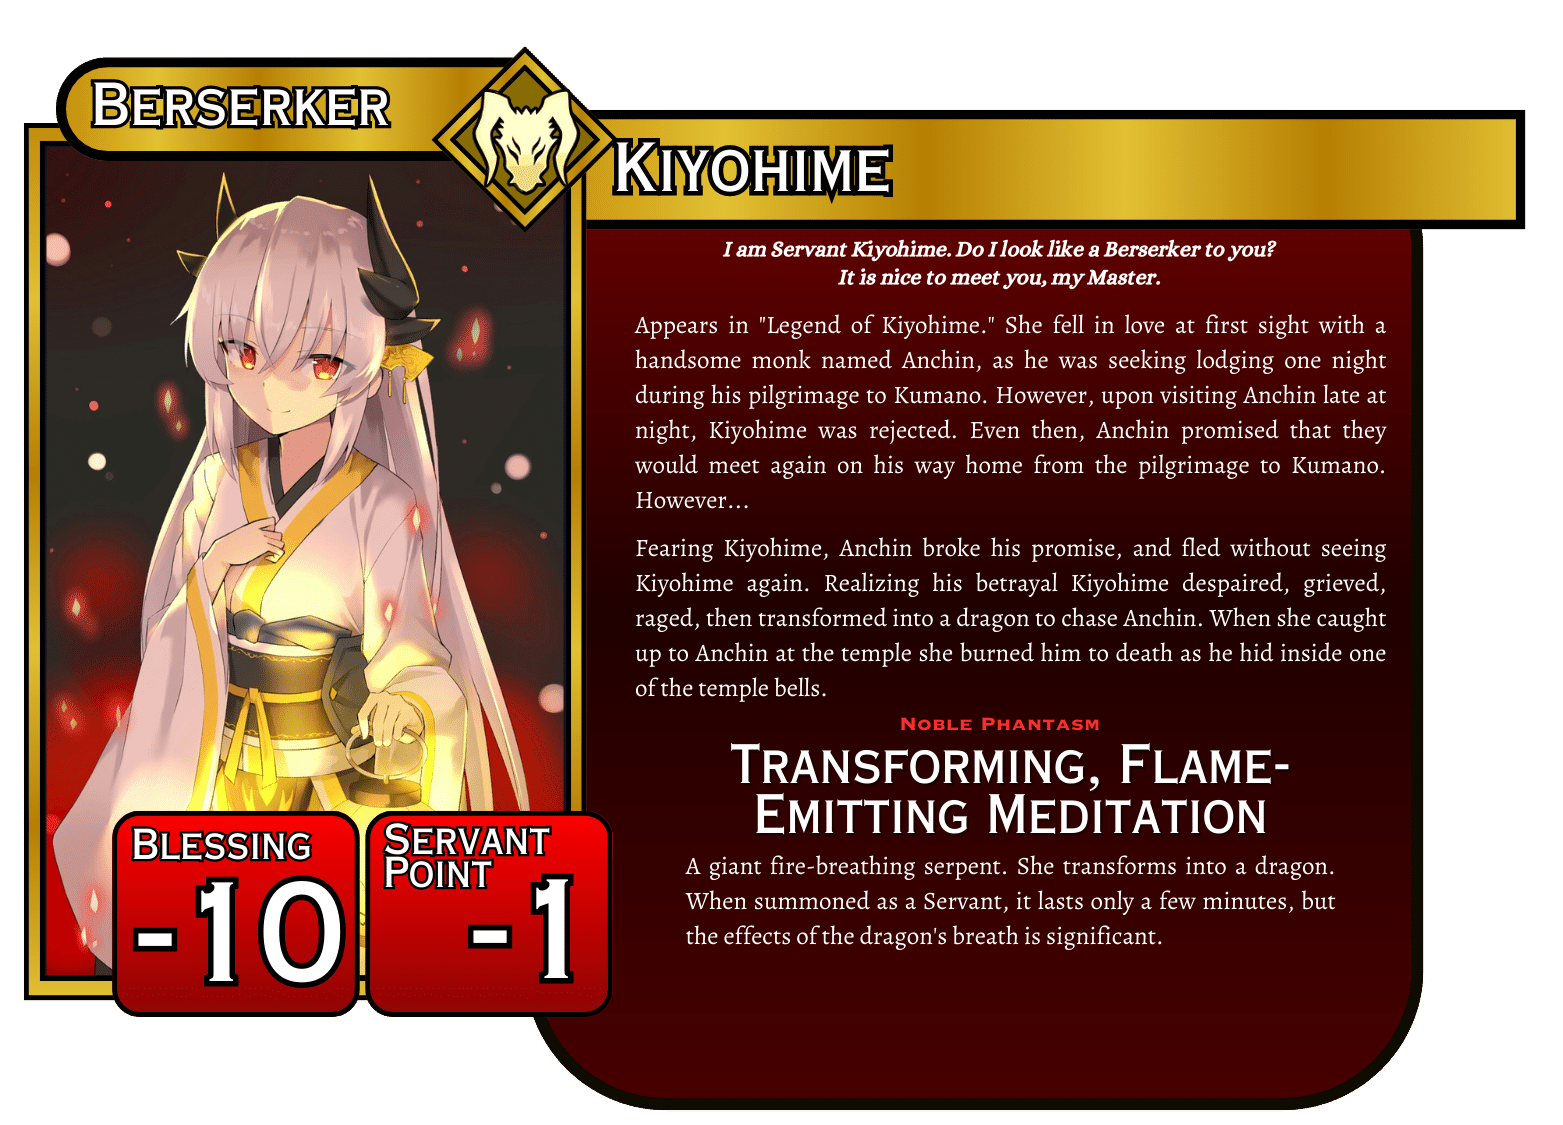 Berserker
Kiyohime
I am Servant Kiyohime. Do I look like a Berserker to you?
It is nice to meet you, my Master.
Appears in "Legend of Kiyohime." She fell in love at first sight with a
handsome monk named Anchin, as he was seeking lodging one night
during his pilgrimage to Kumano. However, upon visiting Anchin late at
night, Kiyohime was rejected. Even then, Anchin promised that they
would meet again on his way home from the pilgrimage to Kumano.
However...
Fearing Kiyohime, Anchin broke his promise, and fled without seeing
Kiyohime again. Realizing his betrayal Kiyohime despaired, grieved,
raged, then transformed into a dragon to chase Anchin. When she caught
up to Anchin at the temple she burned him to death as he hid inside one
of the temple bells.
Noble Phantasm
Transforming, Flame-
Emitting Meditation
A giant fire-breathing serpent. She transforms into a dragon.
When summoned as a Servant, it lasts only a few minutes, but
the effects of the dragon's breath is significant.
Blessing
-10
Servant
Point
-1